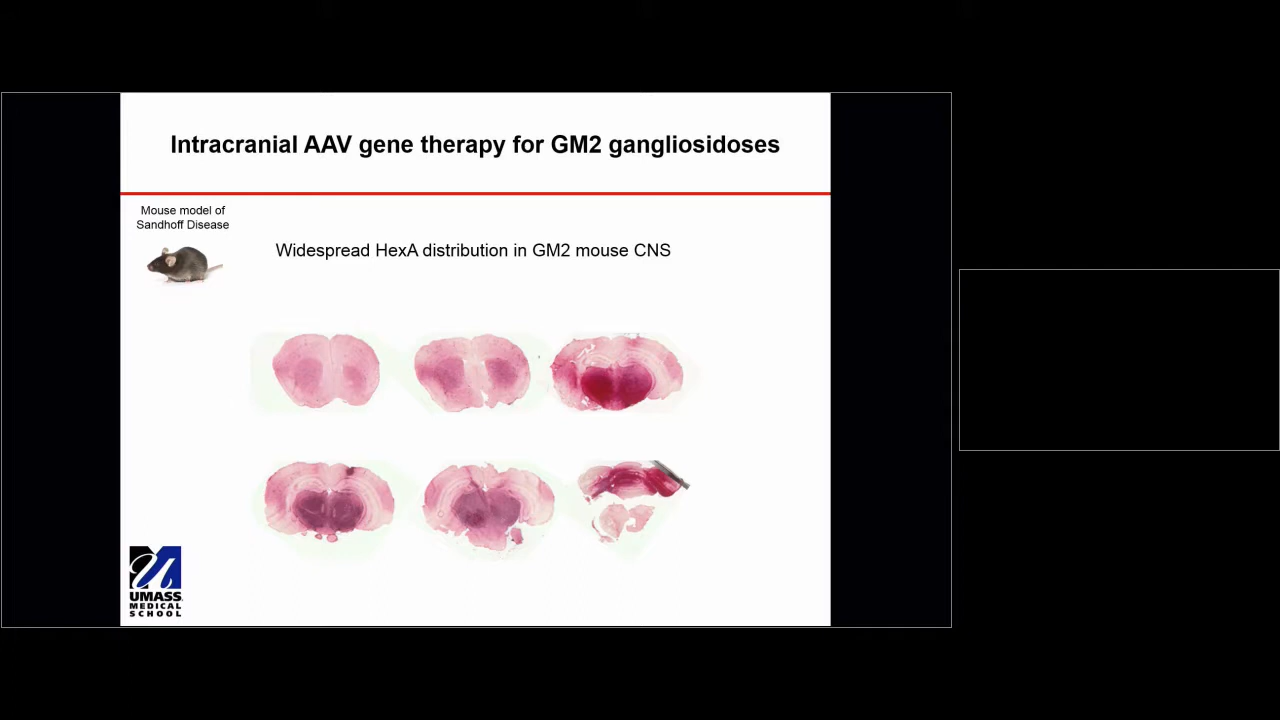 Intracranial AAV gene therapy for GM2 gangliosidoses
Mouse model of
Sandhoff Disease
Widespread HexA distribution in GM2 mouse CNS
UMASS
MEDICAL
SCHOOL